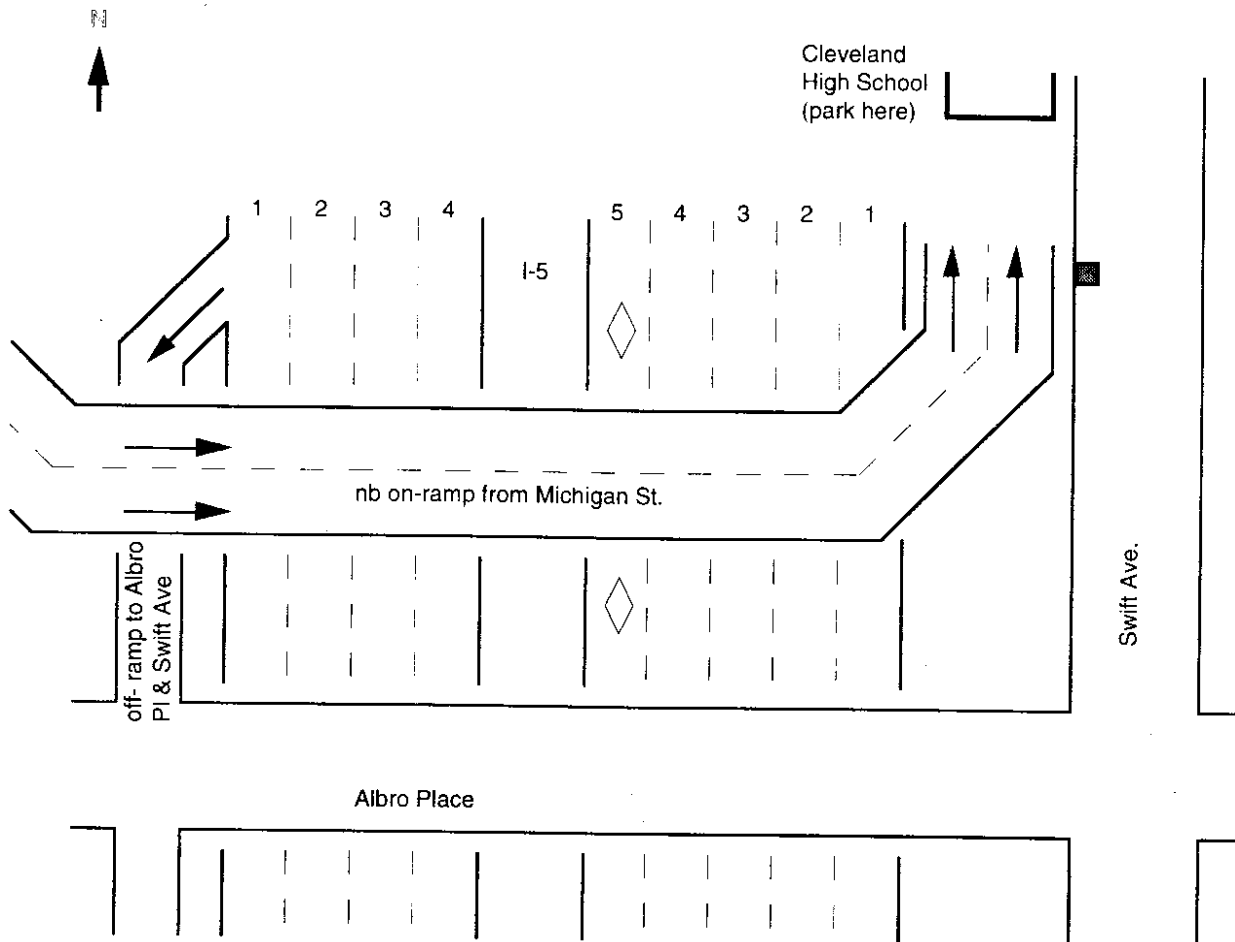 N
Cleveland
High School
(park here)
1 2 3 4 5 4 3 2 1
I-5
nb on-ramp from Michigan St.
off- ramp to Albro
Pl & Swift Ave
Swift Ave.
Albro Place